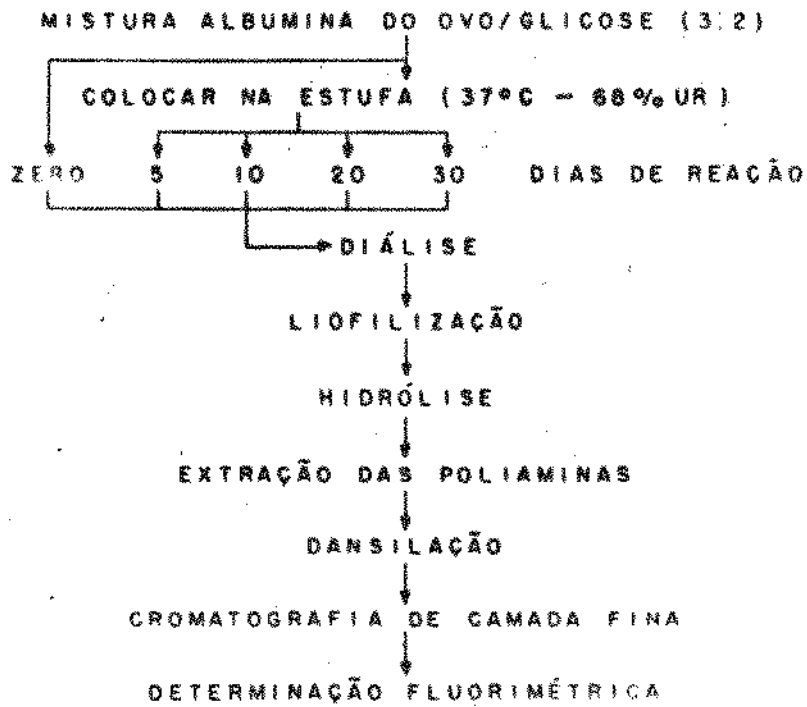 MISTURA ALBUMINA DO OVO/GLICOSE (3:2)
COLOCAR NA ESTUFA (37ºC - 68% UR)
ZERO 5 10 20 30 DIAS DE REAÇÃO
DIÁLISE
LIOFILIZAÇÃO
HIDRÓLISE
EXTRAÇÃO DAS POLIAMINAS
DANSILAÇÃO
CROMATOGRAFIA DE CAMADA FINA
DETERMINAÇÃO FLUORIMÉTRICA